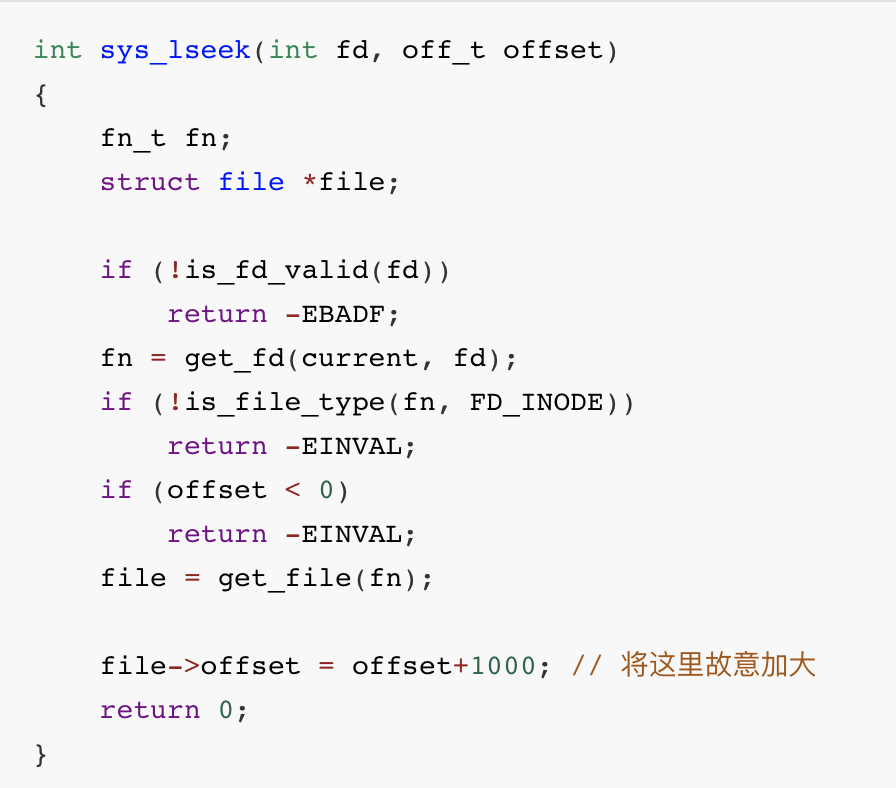 int sys_lseek(int fd, off_t offset)
{
    fn_t fn;
    struct file *file;

    if (!is_fd_valid(fd))
        return -EBADF;
    fn = get_fd(current, fd);
    if (!is_file_type(fn, FD_INODE))
        return -EINVAL;
    if (offset < 0)
        return -EINVAL;
    file = get_file(fn);

    file->offset = offset+1000; // 将这里故意加大
    return 0;
}